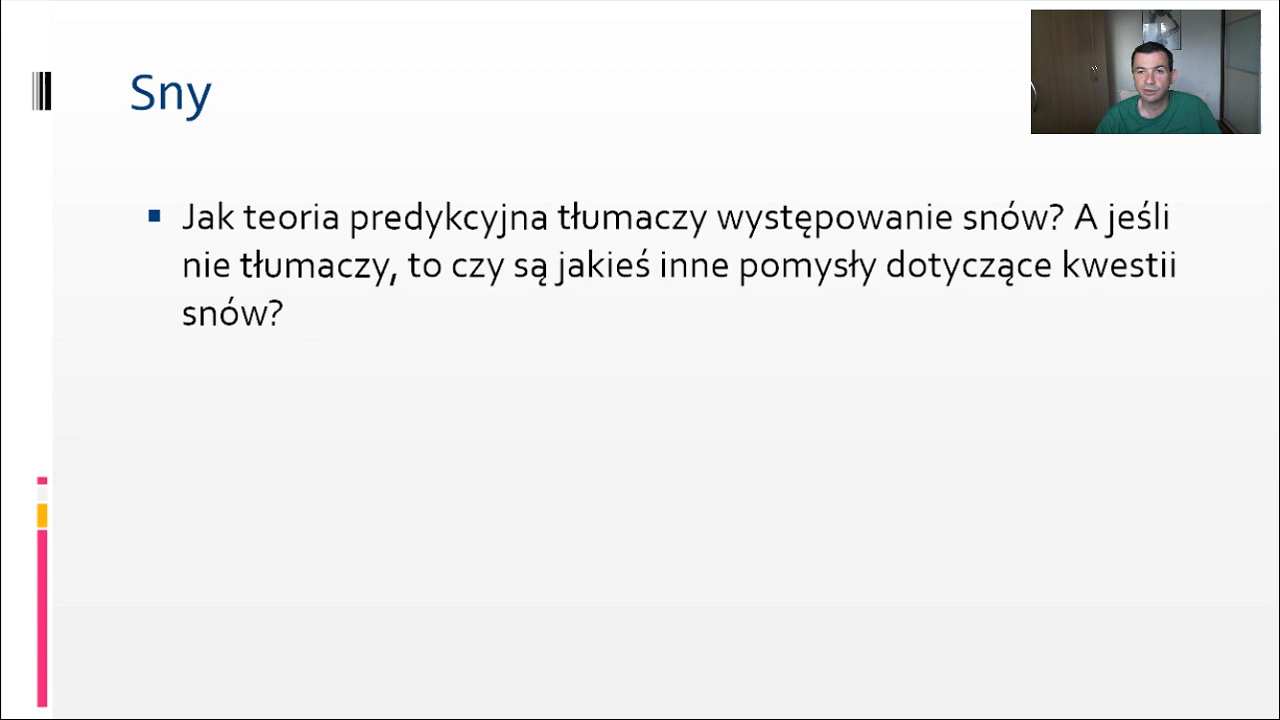 Sny
Jak teoria predykcyjna tłumaczy występowanie snów? A jeśli
nie tłumaczy, to czy są jakieś inne pomysły dotyczące kwestii
snów?